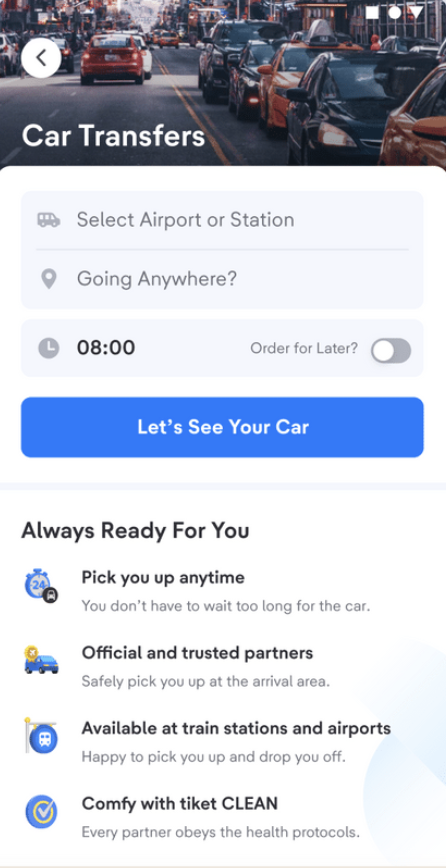 Car Transfers
Select Airport or Station
Going Anywhere?
08:00 Order for Later?
Let's See Your Car
Always Ready For You
24
Pick you up anytime
You don't have to wait too long for the car.
Official and trusted partners
Safely pick you up at the arrival area.
Available at train stations and airports
Happy to pick you up and drop you off.
Comfy with tiket CLEAN
Every partner obeys the health protocols.